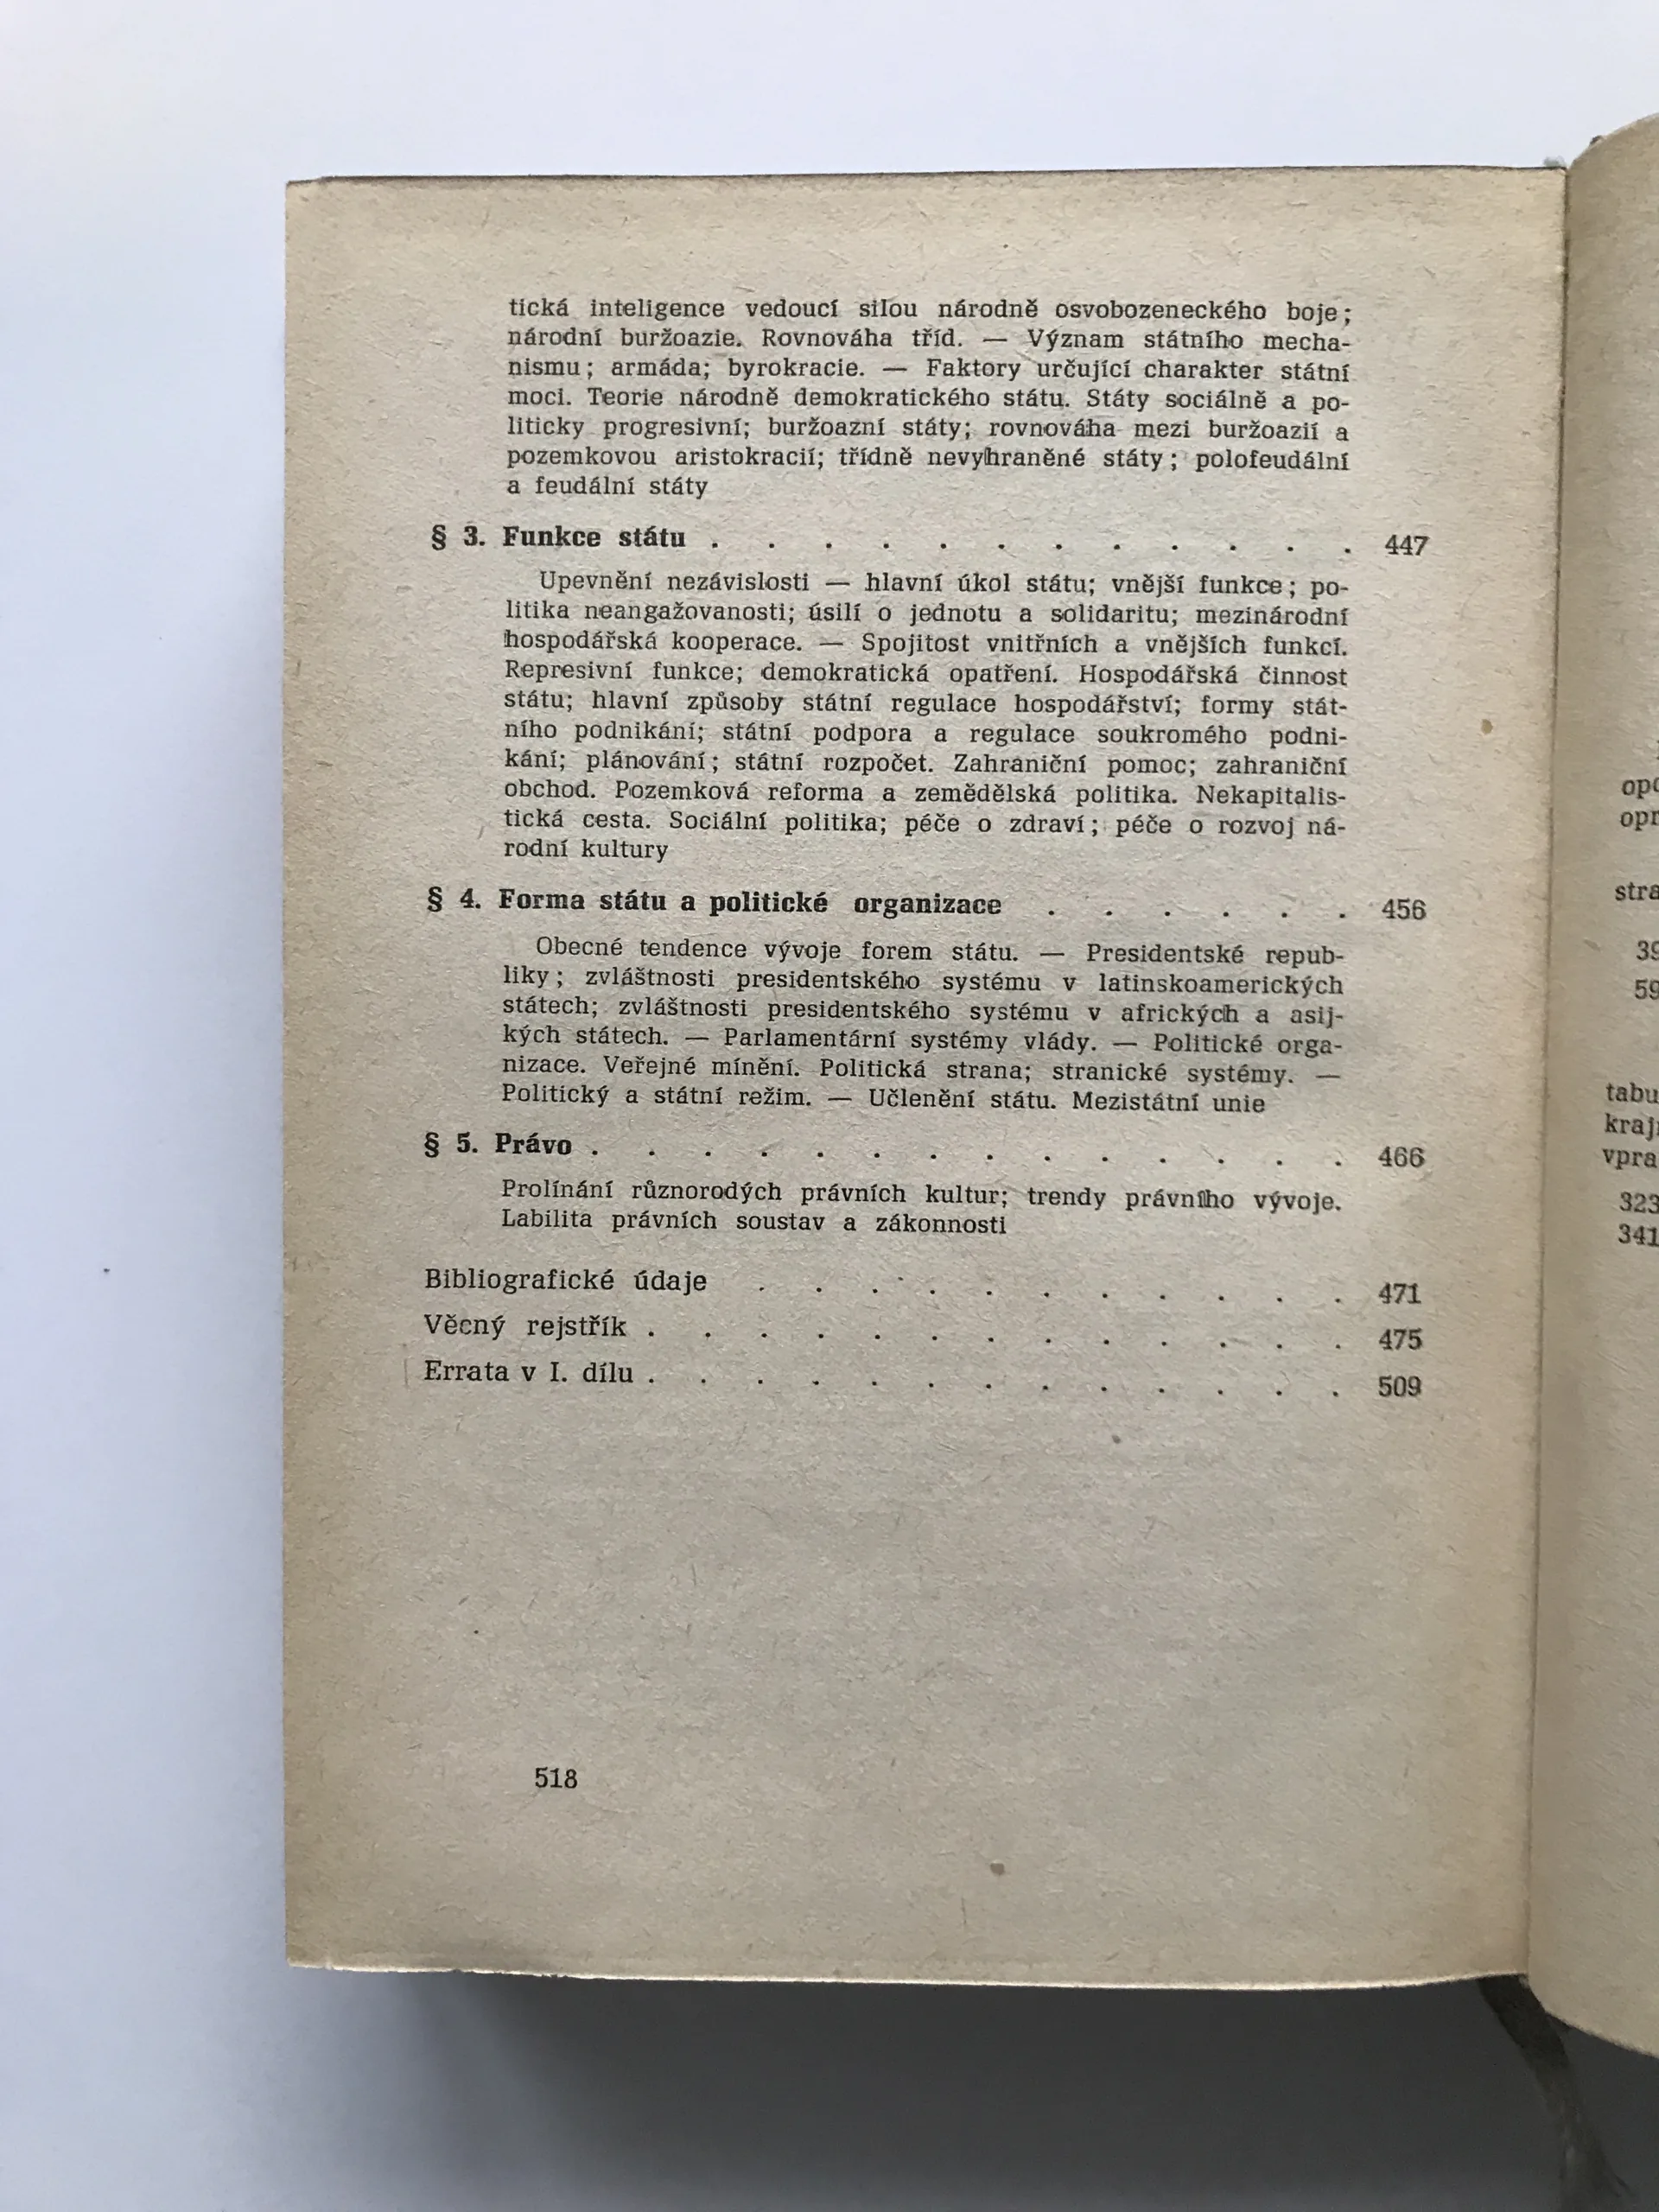 tická inteligence vedoucí silou národně osvobozeneckého boje;
národní buržoazie. Rovnováha tříd. — Význam státního mecha-
nismu; armáda; byrokracie. — Faktory určující charakter státní
moci. Teorie národně demokratického státu. Státy sociálně a po-
liticky progresivní; buržoazní státy; rovnováha mezi buržoazií a
pozemkovou aristokracií; třídně nevyhraněné státy; polofeudální
a feudální státy
§ 3. Funkce státu . . . . . . . . . . . . 447
Upevnění nezávislosti — hlavní úkol státu; vnější funkce; po-
litika neangažovanosti; úsilí o jednotu a solidaritu; mezinárodní
hospodářská kooperace. — Spojitost vnitřních a vnějších funkcí.
Represivní funkce; demokratická opatření. Hospodářská činnost
státu; hlavní způsoby státní regulace hospodářství; formy stát-
ního podnikání; státní podpora a regulace soukromého podni-
kání; plánování; státní rozpočet. Zahraniční pomoc; zahraniční
obchod. Pozemková reforma a zemědělská politika. Nekapitalis-
tická cesta. Sociální politika; péče o zdraví; péče o rozvoj ná-
rodní kultury
§ 4. Forma státu a politické organizace . . . . . . 456
Obecné tendence vývoje forem státu. — Presidentské repub-
liky; zvláštnosti presidentského systému v latinskoamerických
státech; zvláštnosti presidentského systému v afrických a asij-
kých státech. — Parlamentární systémy vlády. — Politické orga-
nizace. Veřejné mínění. Politická strana; stranické systémy. —
Politický a státní režim. — Učlenění státu. Mezistátní unie
§ 5. Právo . . . . . . . . . . . . . . 466
Prolínání různorodých právních kultur; trendy právního vývoje.
Labilita právních soustav a zákonnosti
Bibliografické údaje . . . . . . . . . . . 471
Věcný rejstřík . . . . . . . . . . . . . 475
Errata v I. dílu . . . . . . . . . . . . . 509
518
opr
stra
39
59
tabu
vpra
323
341